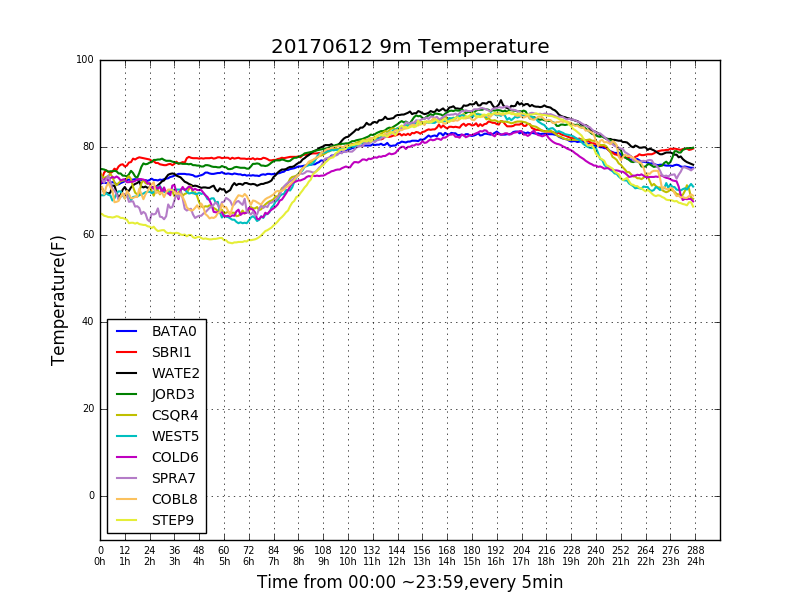 20170612 9m Temperature
100
80
60
40
20
0
Temperature(F)
BATA0
SBRI1
WATE2
JORD3
CSQR4
WEST5
COLD6
SPRA7
COBL8
STEP9
0 12 24 36 48 60 72 84 96 108 120 132 144 156 168 180 192 204 216 228 240 252 264 276 288
0h 1h 2h 3h 4h 5h 6h 7h 8h 9h 10h 11h 12h 13h 14h 15h 16h 17h 18h 19h 20h 21h 22h 23h 24h
Time from 00:00 ~23:59,every 5min